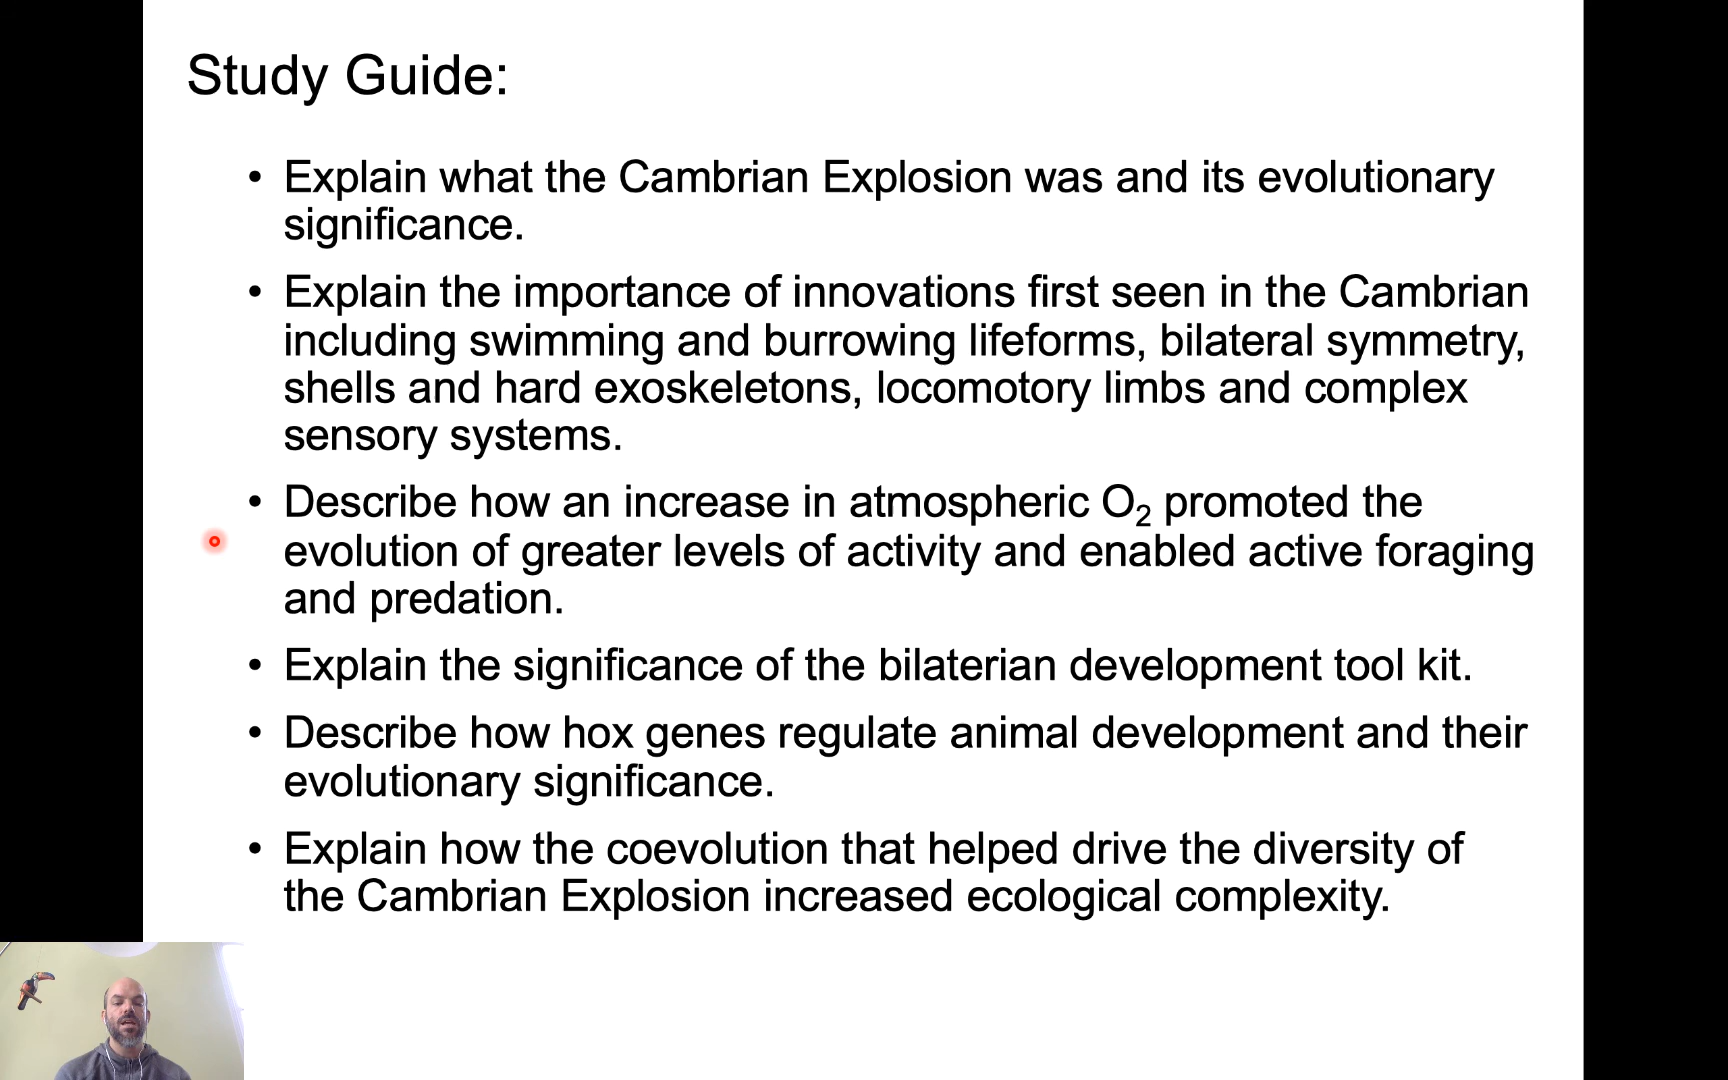 Study Guide:
• Explain what the Cambrian Explosion was and its evolutionary
significance.
• Explain the importance of innovations first seen in the Cambrian
including swimming and burrowing lifeforms, bilateral symmetry,
shells and hard exoskeletons, locomotory limbs and complex
sensory systems.
• Describe how an increase in atmospheric O₂ promoted the
evolution of greater levels of activity and enabled active foraging
and predation.
• Explain the significance of the bilaterian development tool kit.
• Describe how hox genes regulate animal development and their
evolutionary significance.
• Explain how the coevolution that helped drive the diversity of
the Cambrian Explosion increased ecological complexity.